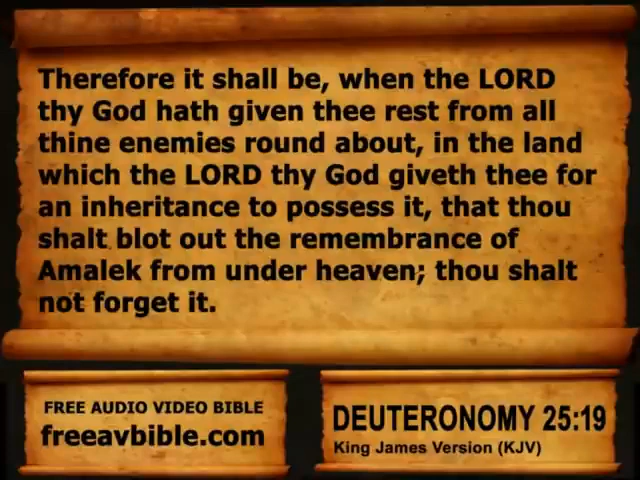 Therefore it shall be, when the LORD
thy God hath given thee rest from all
thine enemies round about, in the land
which the LORD thy God giveth thee for
an inheritance to possess it, that thou
shalt blot out the remembrance of
Amalek from under heaven; thou shalt
not forget it.
FREE AUDIO VIDEO BIBLE
freeavbible.com
DEUTERONOMY 25:19
King James Version (KJV)